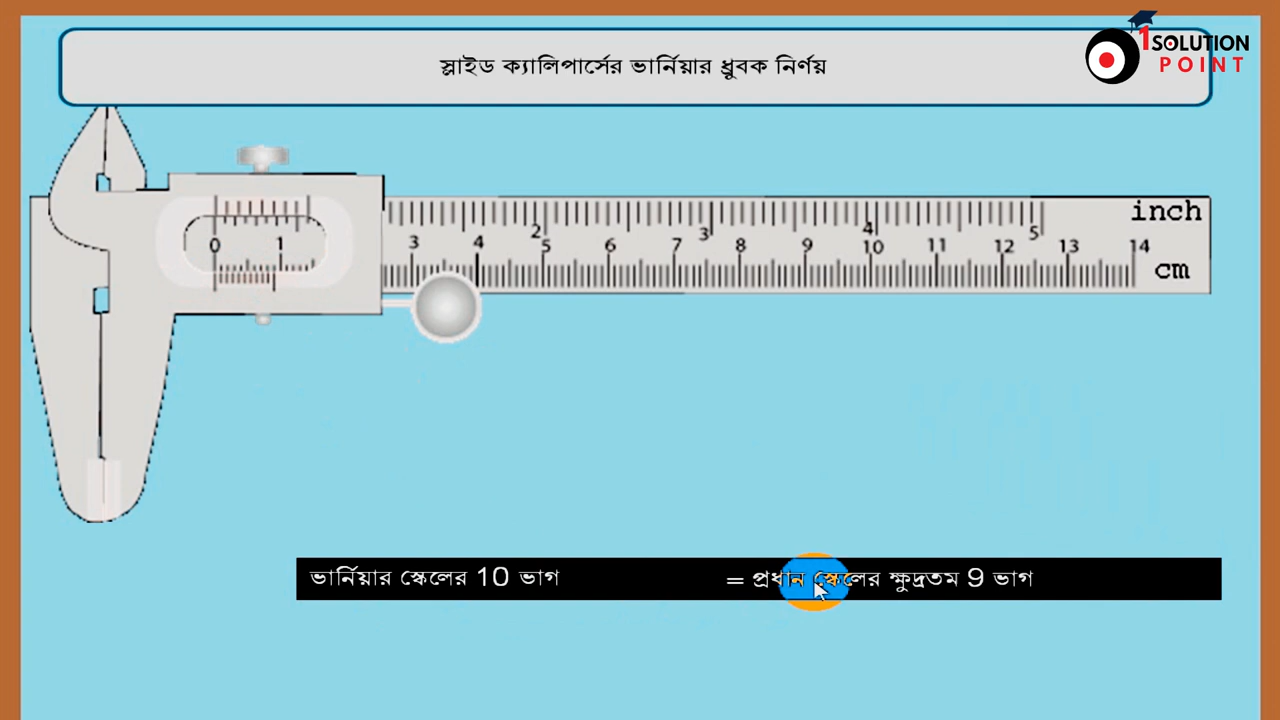 স্লাইড ক্যালিপার্সের ভার্নিয়ার ধ্রুবক নির্ণয়
1SOLUTION
POINT
inch
2 3 4 5
0 1 3 4 5 6 7 8 9 10 11 12 13 14
cm
ভার্নিয়ার স্কেলের 10 ভাগ = প্রধান স্কেলের ক্ষুদ্রতম 9 ভাগ